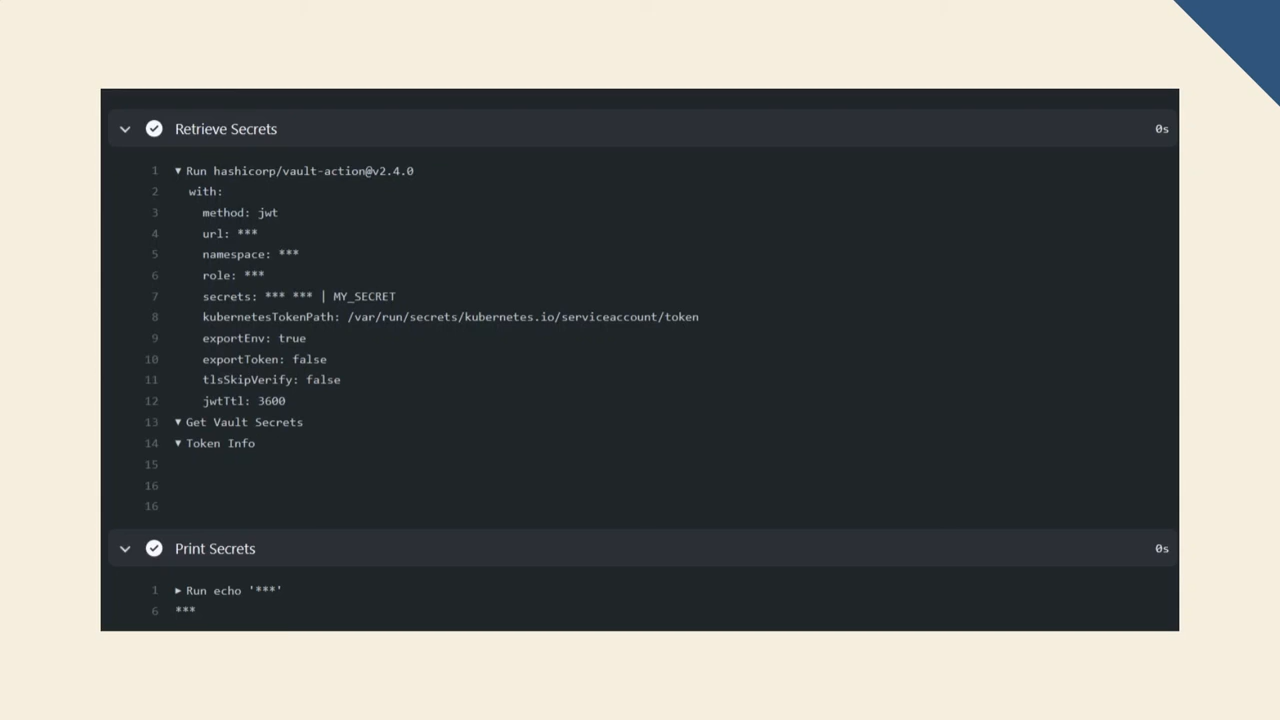 Retrieve Secrets 0s
1 ▼ Run hashicorp/vault-action@v2.4.0
2 with:
3 method: jwt
4 url: ***
5 namespace: ***
6 role: ***
7 secrets: *** *** | MY_SECRET
8 kubernetesTokenPath: /var/run/secrets/kubernetes.io/serviceaccount/token
9 exportEnv: true
10 exportToken: false
11 tlsSkipVerify: false
12 jwtTtl: 3600
13 ▼ Get Vault Secrets
14 ▼ Token Info
15
16
16
Print Secrets 0s
1 ▶ Run echo '***'
6 ***